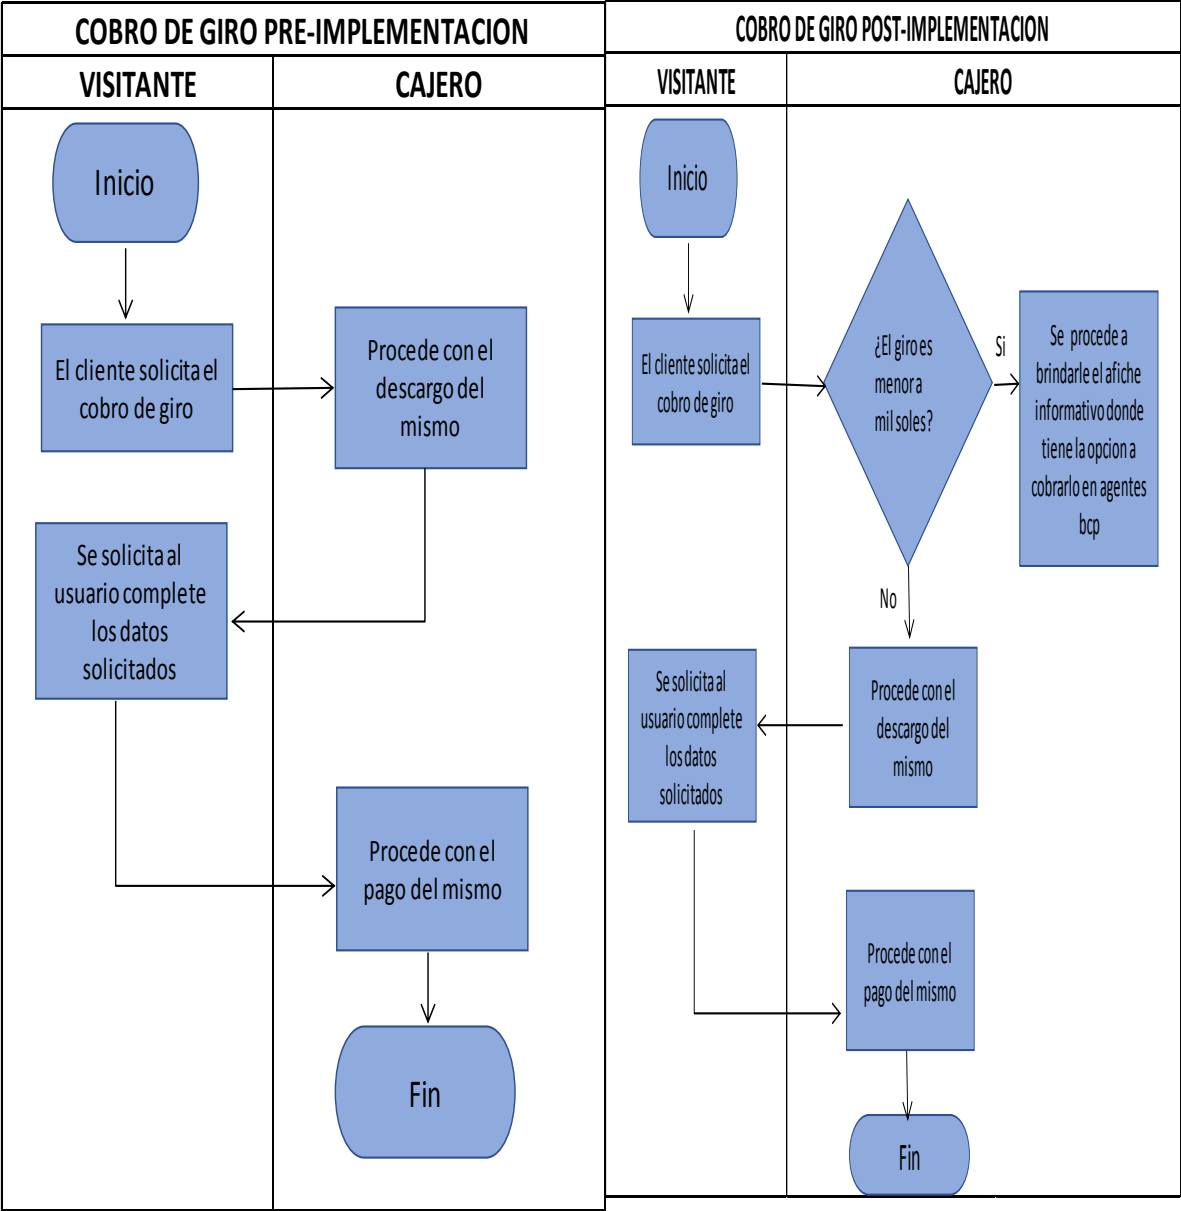 COBRO DE GIRO PRE-IMPLEMENTACION
VISITANTE
CAJERO
Inicio
El cliente solicita el
cobro de giro
Procede con el
descargo del
mismo
Se solicita al
usuario complete
los datos
solicitados
Procede con el
pago del mismo
Fin
COBRO DE GIRO POST-IMPLEMENTACION
VISITANTE
CAJERO
Inicio
El cliente solicita el
cobro de giro
¿El giro es
menor a
mil soles?
Si
Se procede a
brindarle el afiche
informativo donde
tiene la opcion a
cobrarlo en agentes
bcp
No
Procede con el
descargo del
mismo
Se solicita al
usuario complete
los datos
solicitados
Procede con el
pago del mismo
Fin